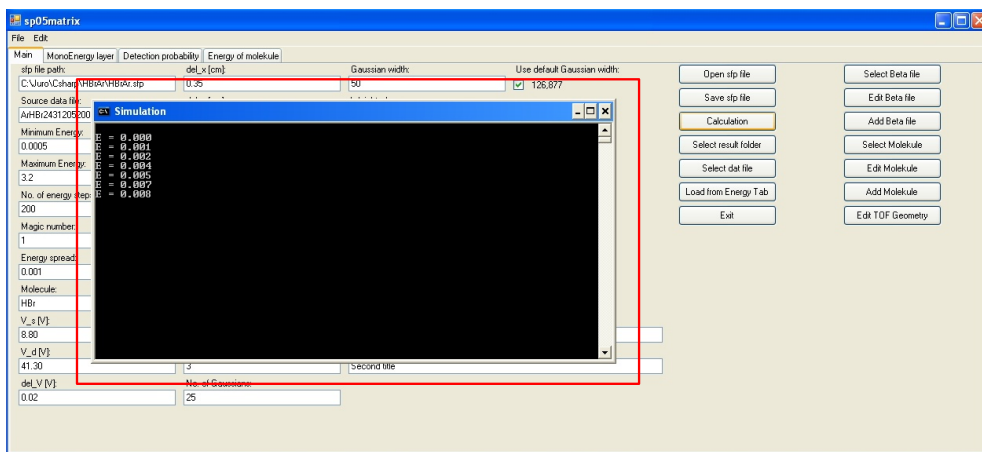 sp05matrix
File Edit
Main MonoEnergy layer Detection probability Energy of molekule
sfp file path: del_x [cm]: Gaussian width: Use default Gaussian width:
C:\Juro\Csharp\HBrAr\HBrAr.sfp 0.35 50 126,877
Source data file:
ArHBr2431205200
Minimum Energy:
0.0005
Maximum Energy:
3.2
No. of energy step
200
Magic number:
1
Energy spread:
0.001
Molecule:
HBr
V_s [V]:
8.80
V_d [V]:
41.30 3 Second title
del_V [V]: No. of Gaussians:
0.02 25
Simulation
E = 0.000
E = 0.001
E = 0.002
E = 0.004
E = 0.005
E = 0.007
E = 0.008
Open sfp file Select Beta file
Save sfp file Edit Beta file
Calculation Add Beta file
Select result folder Select Molekule
Select dat file Edit Molekule
Load from Energy Tab Add Molekule
Exit Edit TOF Geometry